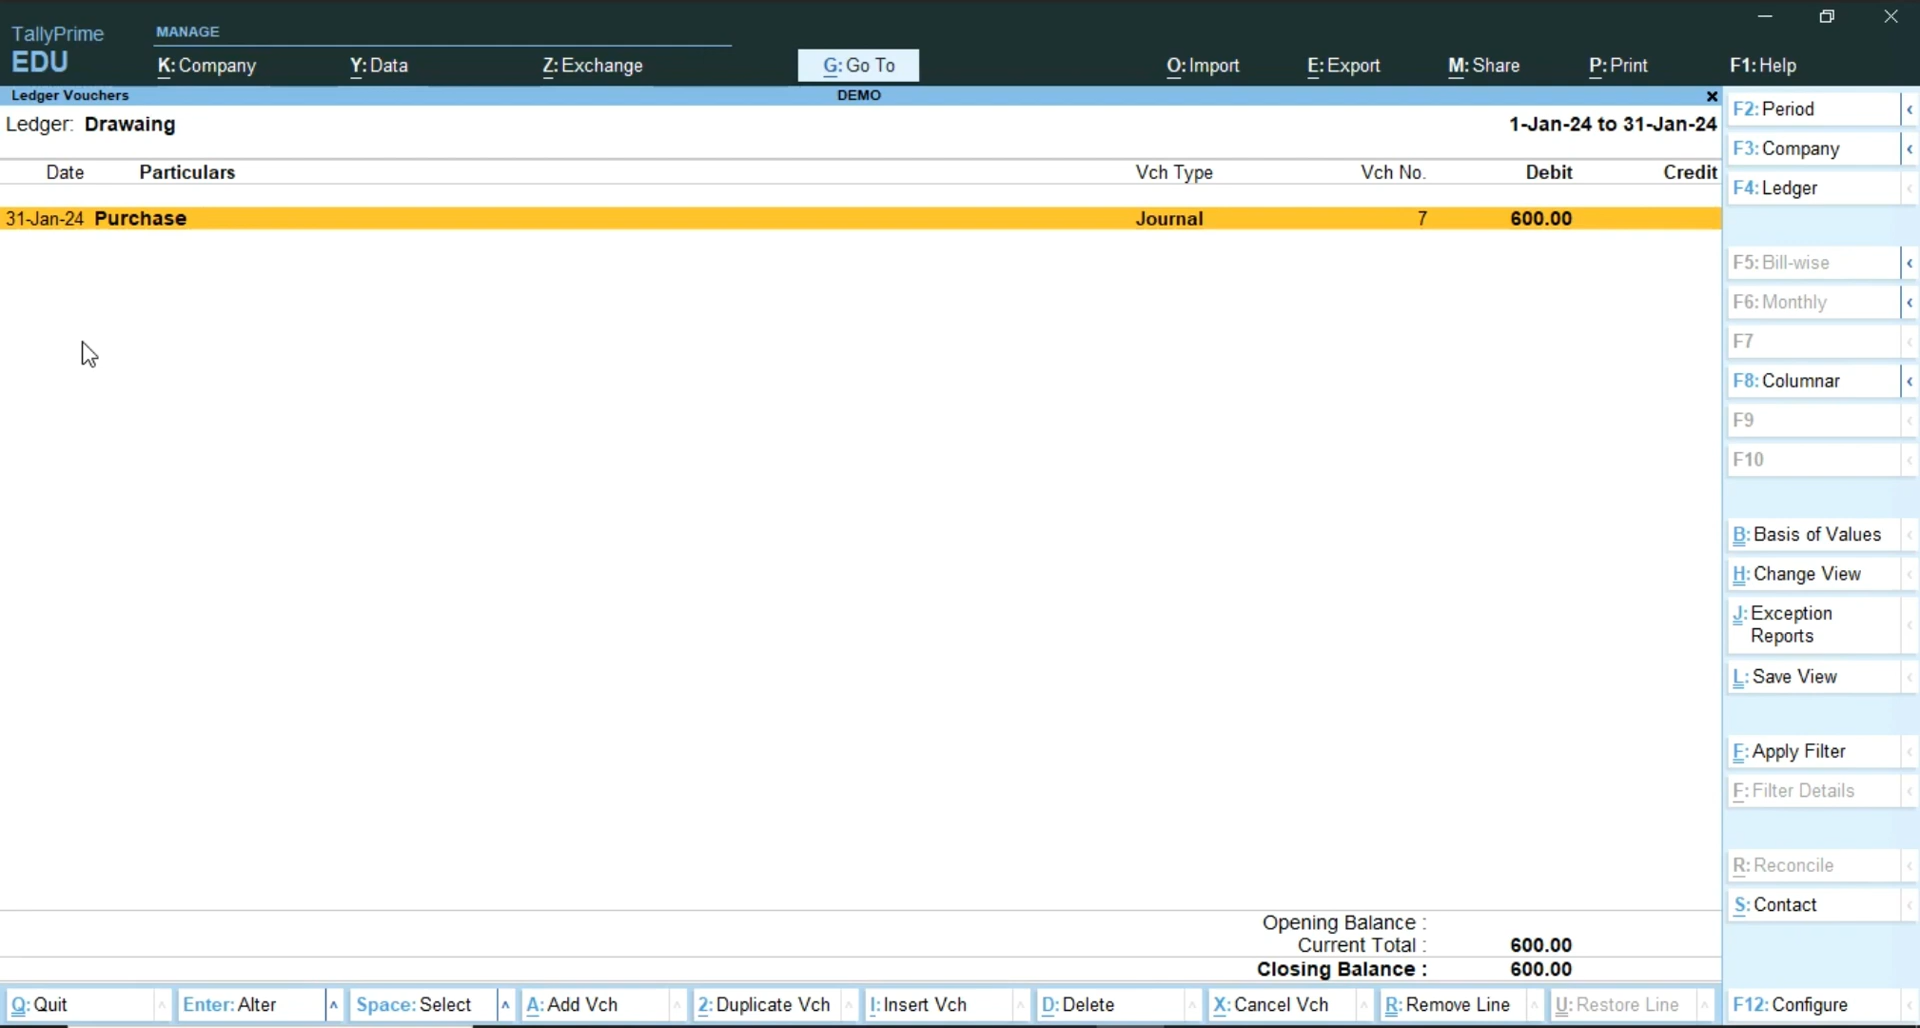 TallyPrime
EDU
MANAGE
K: Company Y: Data Z: Exchange G: Go To O: Import E: Export M: Share P: Print F1: Help
Ledger Vouchers DEMO x
Ledger: Drawaing 1-Jan-24 to 31-Jan-24
Date Particulars Vch Type Vch No. Debit Credit
31-Jan-24 Purchase Journal 7 600.00
Opening Balance :
Current Total : 600.00
Closing Balance : 600.00
F2: Period
F3: Company
F4: Ledger
F5: Bill-wise
F6: Monthly
F7
F8: Columnar
F9
F10
B: Basis of Values
H: Change View
J: Exception
Reports
L: Save View
F: Apply Filter
F: Filter Details
R: Reconcile
S: Contact
Q: Quit Enter: Alter Space: Select A: Add Vch 2: Duplicate Vch I: Insert Vch D: Delete X: Cancel Vch R: Remove Line U: Restore Line F12: Configure